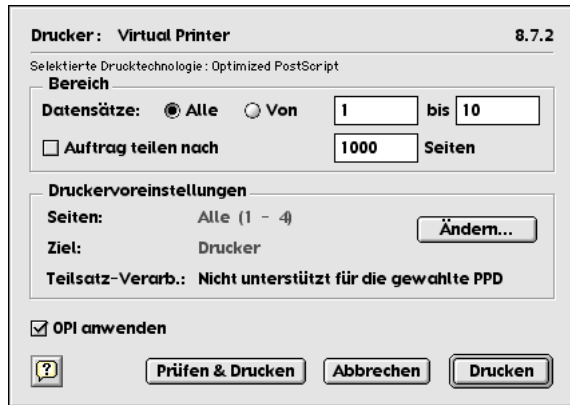 Drucker: Virtual Printer 8.7.2
Selektierte Drucktechnologie: Optimized PostScript
Bereich
Datensätze: Alle Von 1 bis 10
Auftrag teilen nach 1000 Seiten
Druckervoreinstellungen
Seiten: Alle (1 - 4)
Ändern...
Ziel: Drucker
Teilsatz-Verarb.: Nicht unterstützt für die gewahlte PPD
OPI anwenden
? Prüfen & Drucken Abbrechen Drucken